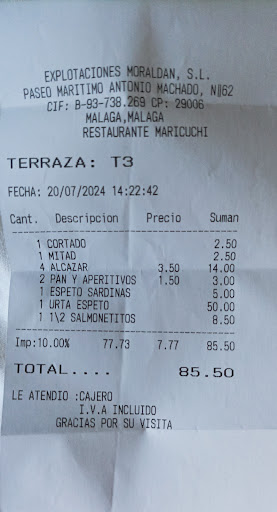 EXPLOTACIONES MORALDAN, S.L.
PASEO MARITIMO ANTONIO MACHADO, Nº62
CIF: B-93-738.269 CP: 29006
MALAGA,MALAGA
RESTAURANTE MARICUCHI
TERRAZA: T3
FECHA: 20/07/2024 14:22:42
Cant. Descripcion Precio Suman
1 CORTADO 2.50
1 MITAD 2.50
4 ALCAZAR 3.50 14.00
2 PAN Y APERITIVOS 1.50 3.00
1 ESPETO SARDINAS 5.00
1 URTA ESPETO 50.00
1 1\2 SALMONETITOS 8.50
Imp:10.00% 77.73 7.77 85.50
TOTAL.... 85.50
LE ATENDIO :CAJERO
I.V.A INCLUIDO
GRACIAS POR SU VISITA